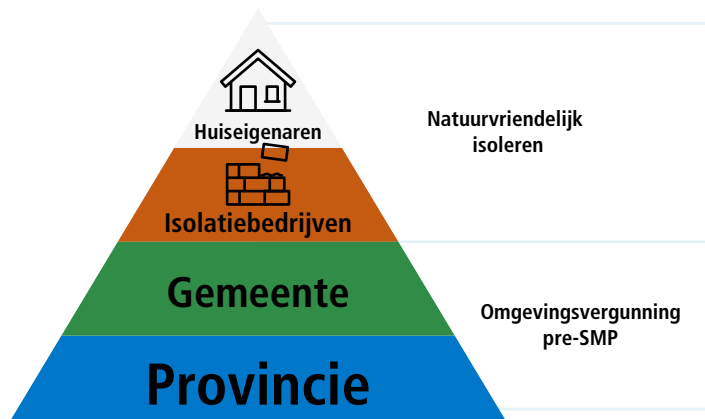 Huiseigenaren
Natuurvriendelijk
isoleren
Isolatiebedrijven
Gemeente
Omgevingsvergunning
pre-SMP
Provincie